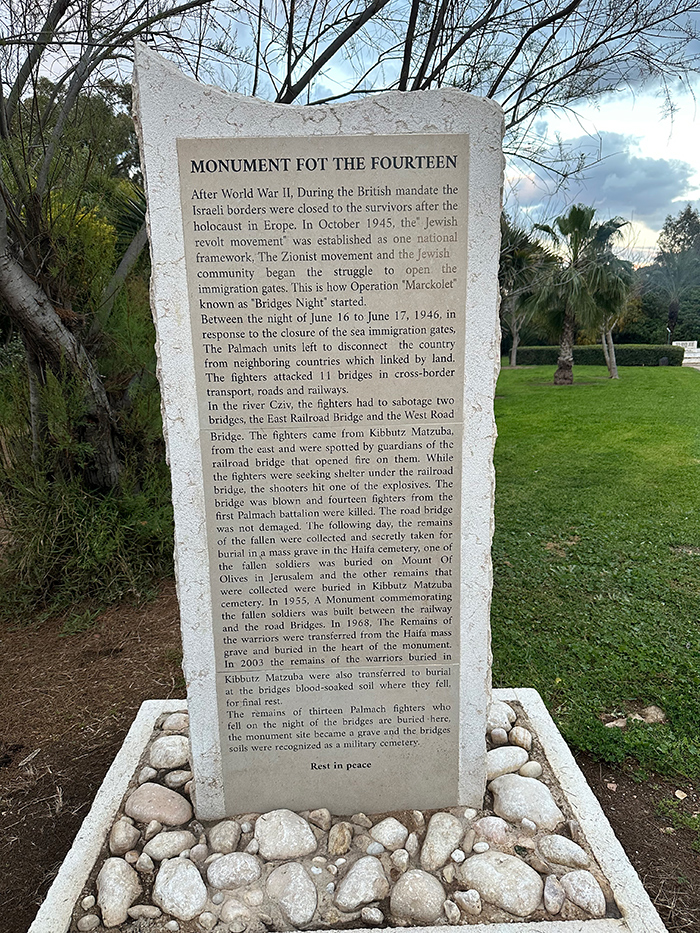 MONUMENT FOT THE FOURTEEN
After World War II, During the British mandate the
Israeli borders were closed to the survivors after the
holocaust in Erope. In October 1945, the" Jewish
revolt movement" was established as one national
framework, The Zionist movement and the Jewish
community began the struggle to open the
immigration gates. This is how Operation "Marckolet"
known as "Bridges Night" started.
Between the night of June 16 to June 17, 1946, in
response to the closure of the sea immigration gates,
The Palmach units left to disconnect the country
from neighboring countries which linked by land.
The fighters attacked 11 bridges in cross-border
transport, roads and railways.
In the river Cziv, the fighters had to sabotage two
bridges, the East Railroad Bridge and the West Road
Bridge. The fighters came from Kibbutz Matzuba,
from the east and were spotted by guardians of the
railroad bridge that opened fire on them. While
the fighters were seeking shelter under the railroad
bridge, the shooters hit one of the explosives. The
bridge was blown and fourteen fighters from the
first Palmach battalion were killed. The road bridge
was not demaged. The following day, the remains
of the fallen were collected and secretly taken for
burial in a mass grave in the Haifa cemetery, one of
the fallen soldiers was buried on Mount Of
Olives in Jerusalem and the other remains that
were collected were buried in Kibbutz Matzuba
cemetery. In 1955, A Monument commemorating
the fallen soldiers was built between the railway
and the road Bridges. In 1968, The Remains of
the warriors were transferred from the Haifa mass
grave and buried in the heart of the monument.
In 2003 the remains of the warriors buried in
Kibbutz Matzuba were also transferred to burial
at the bridges blood-soaked soil where they fell,
for final rest.
The remains of thirteen Palmach fighters who
fell on the night of the bridges are buried here,
the monument site became a grave and the bridges
soils were recognized as a military cemetery.
Rest in peace